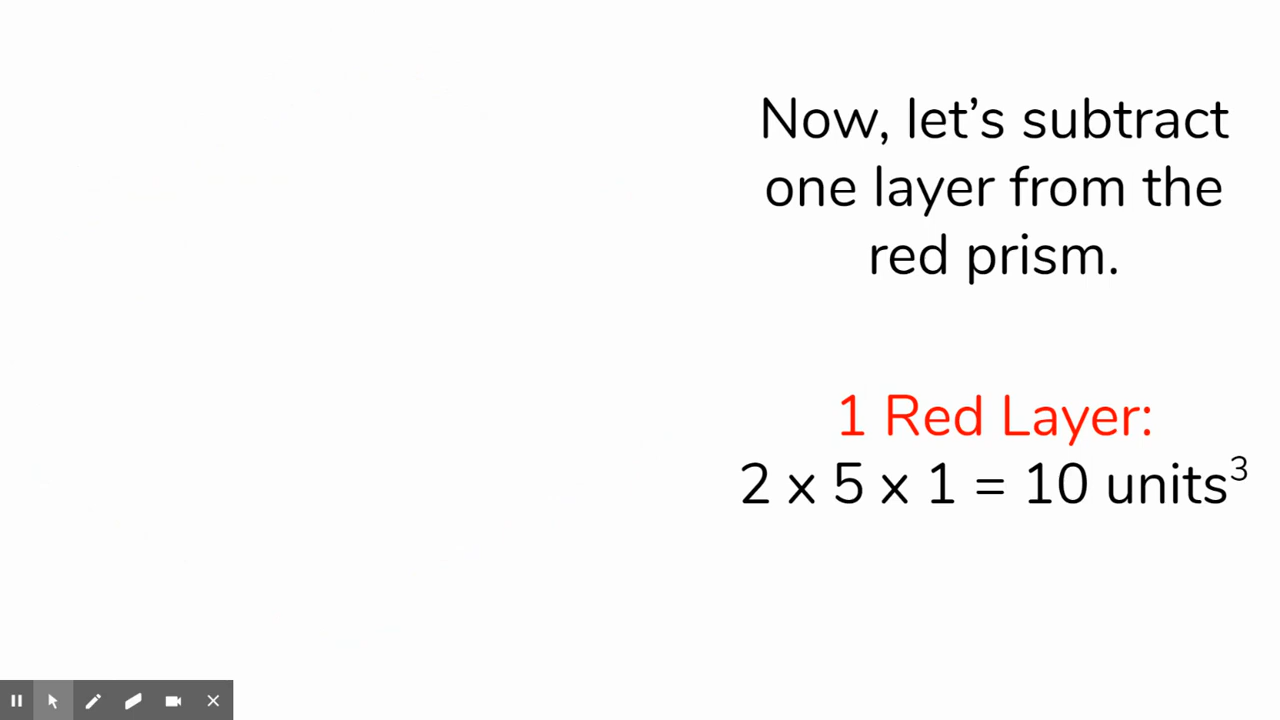 Now, let’s subtract
one layer from the
red prism.
1 Red Layer:
2 x 5 x 1 = 10 units³